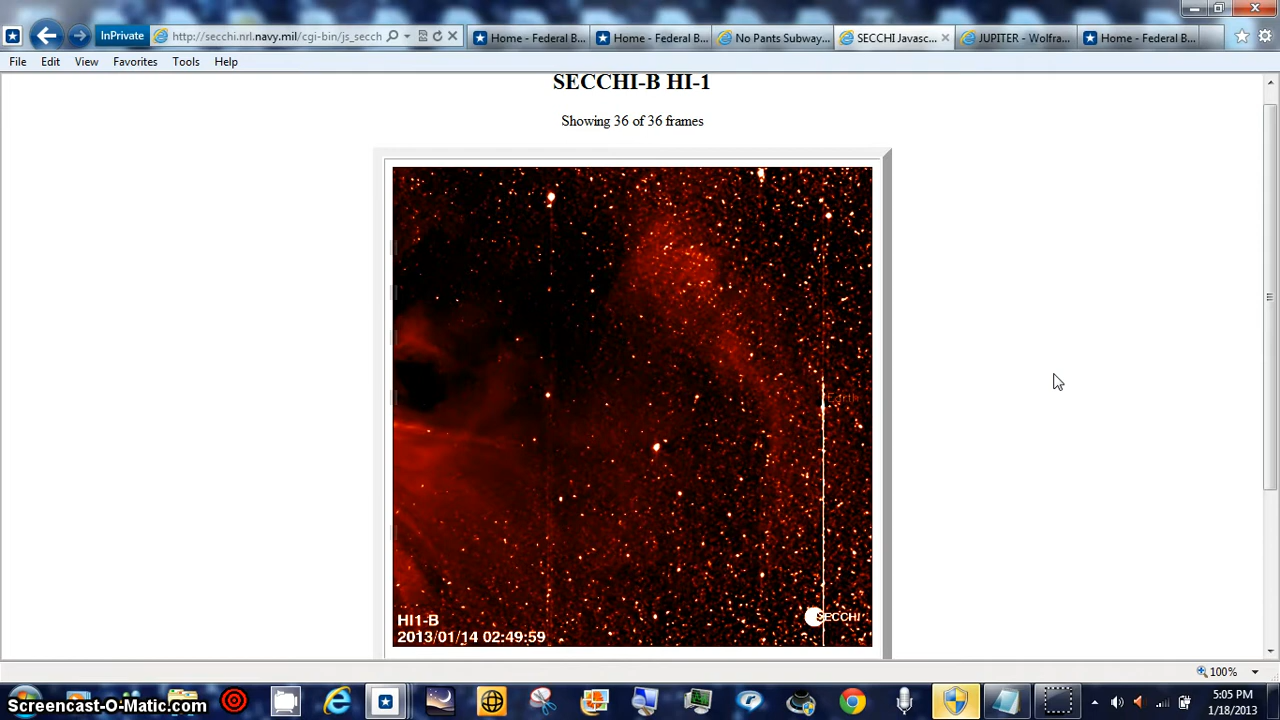 InPrivate
http://secchi.nrl.navy.mil/cgi-bin/js_secch
Home - Federal B...
Home - Federal B...
No Pants Subway...
SECCHI Javasc...
JUPITER - Wolfra...
Home - Federal B...
File Edit View Favorites Tools Help
SECCHI-B HI-1
Showing 36 of 36 frames
Earth
SECCHI
HI1-B
2013/01/14 02:49:59
100%
Screencast-O-Matic.com
5:05 PM
1/18/2013